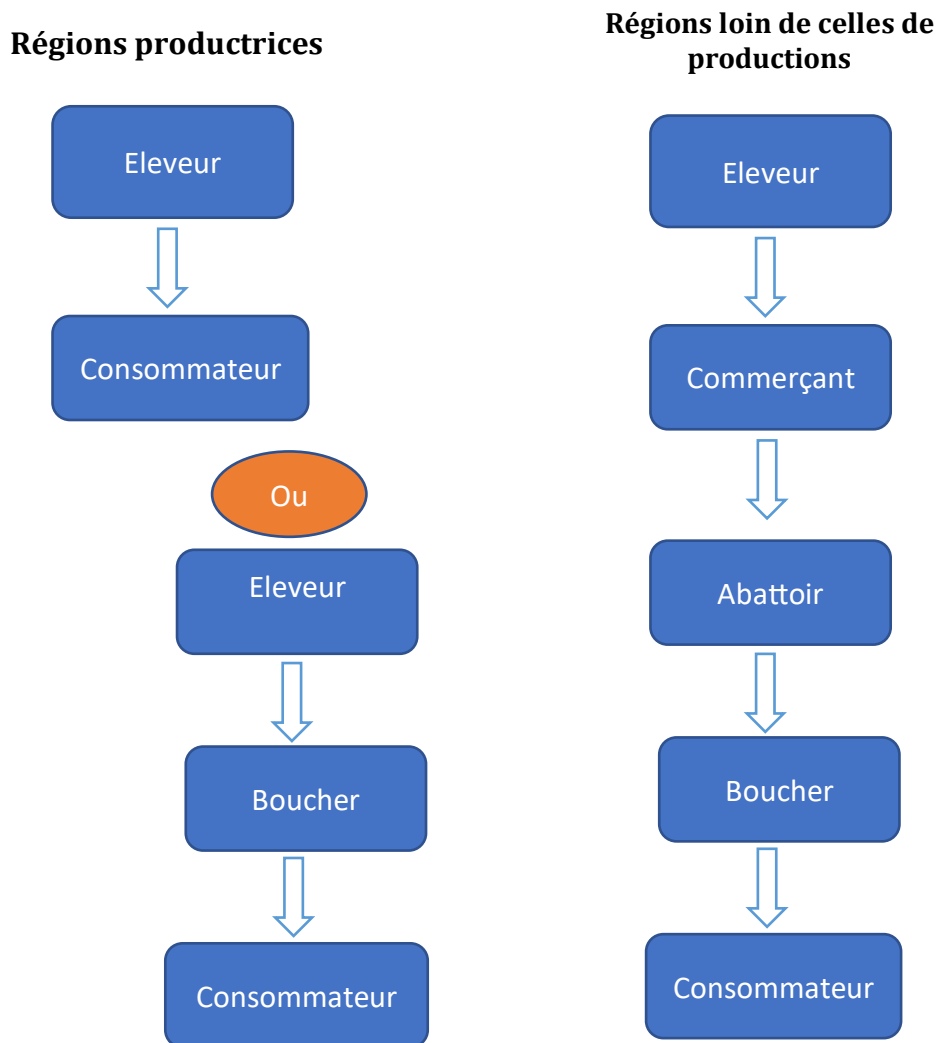 Régions productrices
Eleveur
Consommateur
Ou
Eleveur
Boucher
Consommateur
Régions loin de celles de
productions
Eleveur
Commerçant
Abattoir
Boucher
Consommateur